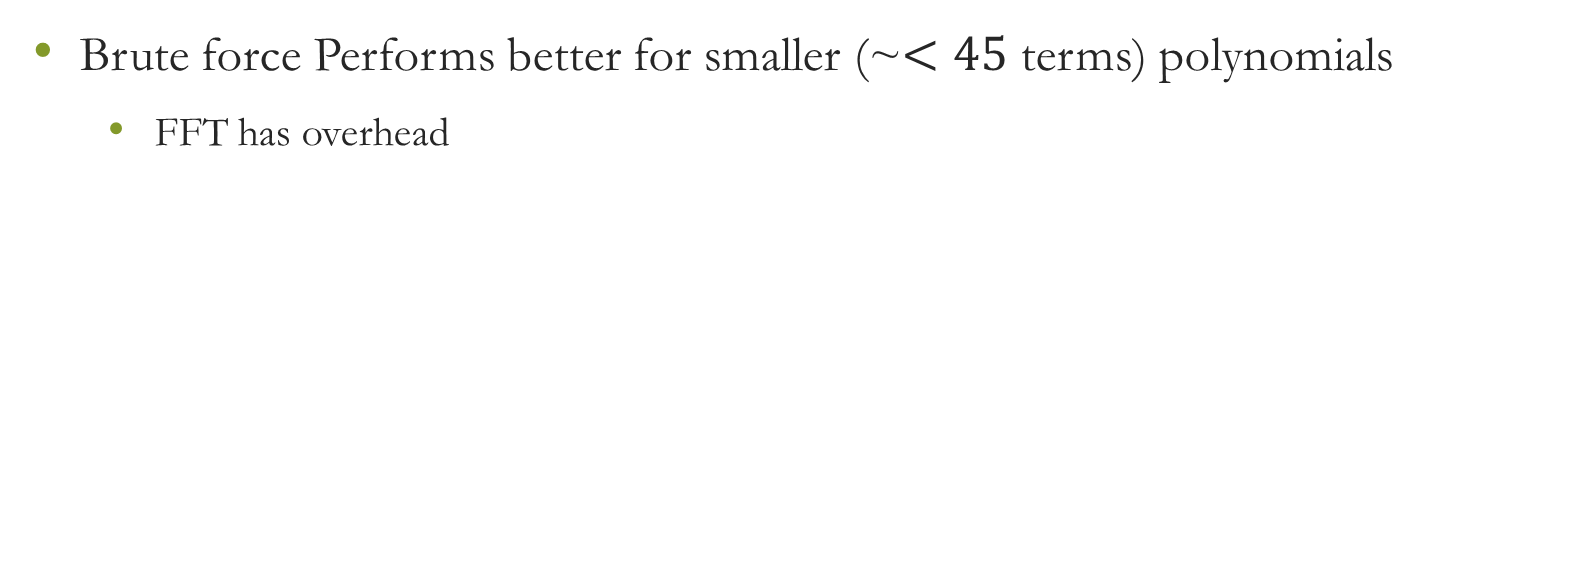 • Brute force Performs better for smaller (~< 45 terms) polynomials
• FFT has overhead